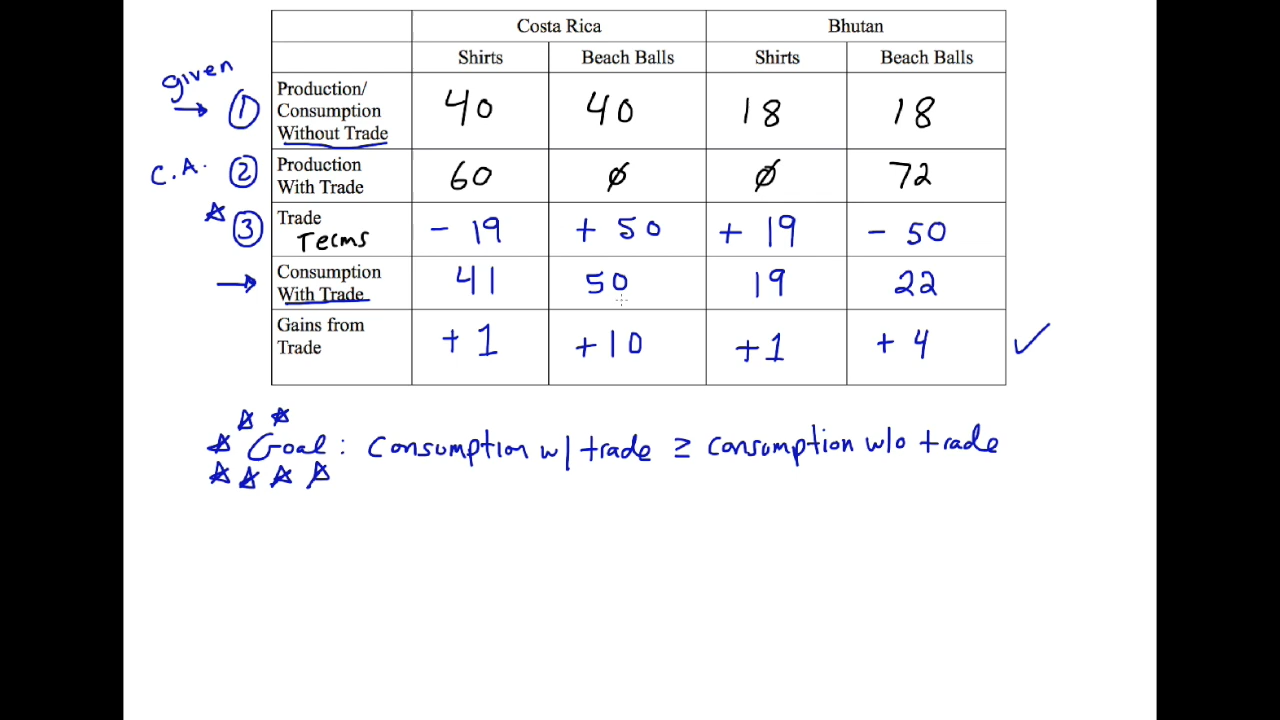 Costa Rica Bhutan
Shirts Beach Balls Shirts Beach Balls
given
→ ① Production/
Consumption
Without Trade 40 40 18 18
C.A. ② Production
With Trade 60 ∅ ∅ 72
☆ ③ Trade
Terms - 19 + 50 + 19 - 50
→ Consumption
With Trade 41 50 19 22
Gains from
Trade +1 +10 +1 +4 ✓
☆ ☆
☆ Goal: Consumption w/ trade ≥ consumption w/o trade
☆ ☆ ☆ ☆